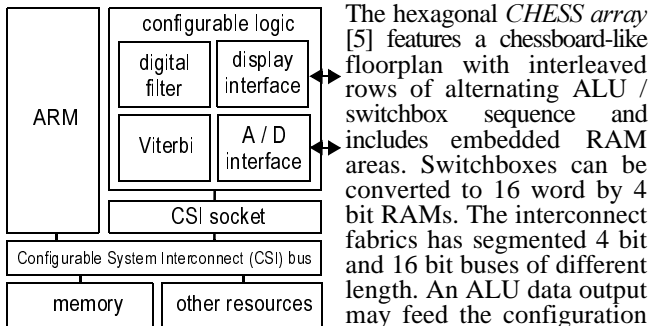 configurable logic
digital
filter
display
interface
ARM
Viterbi
A / D
interface
CSI socket
Configurable System Interconnect (CSI) bus
memory
other resources
The hexagonal CHESS array
[5] features a chessboard-like
floorplan with interleaved
rows of alternating ALU /
switchbox sequence and
includes embedded RAM
areas. Switchboxes can be
converted to 16 word by 4
bit RAMs. The interconnect
fabrics has segmented 4 bit
and 16 bit buses of different
length. An ALU data output
may feed the configuration